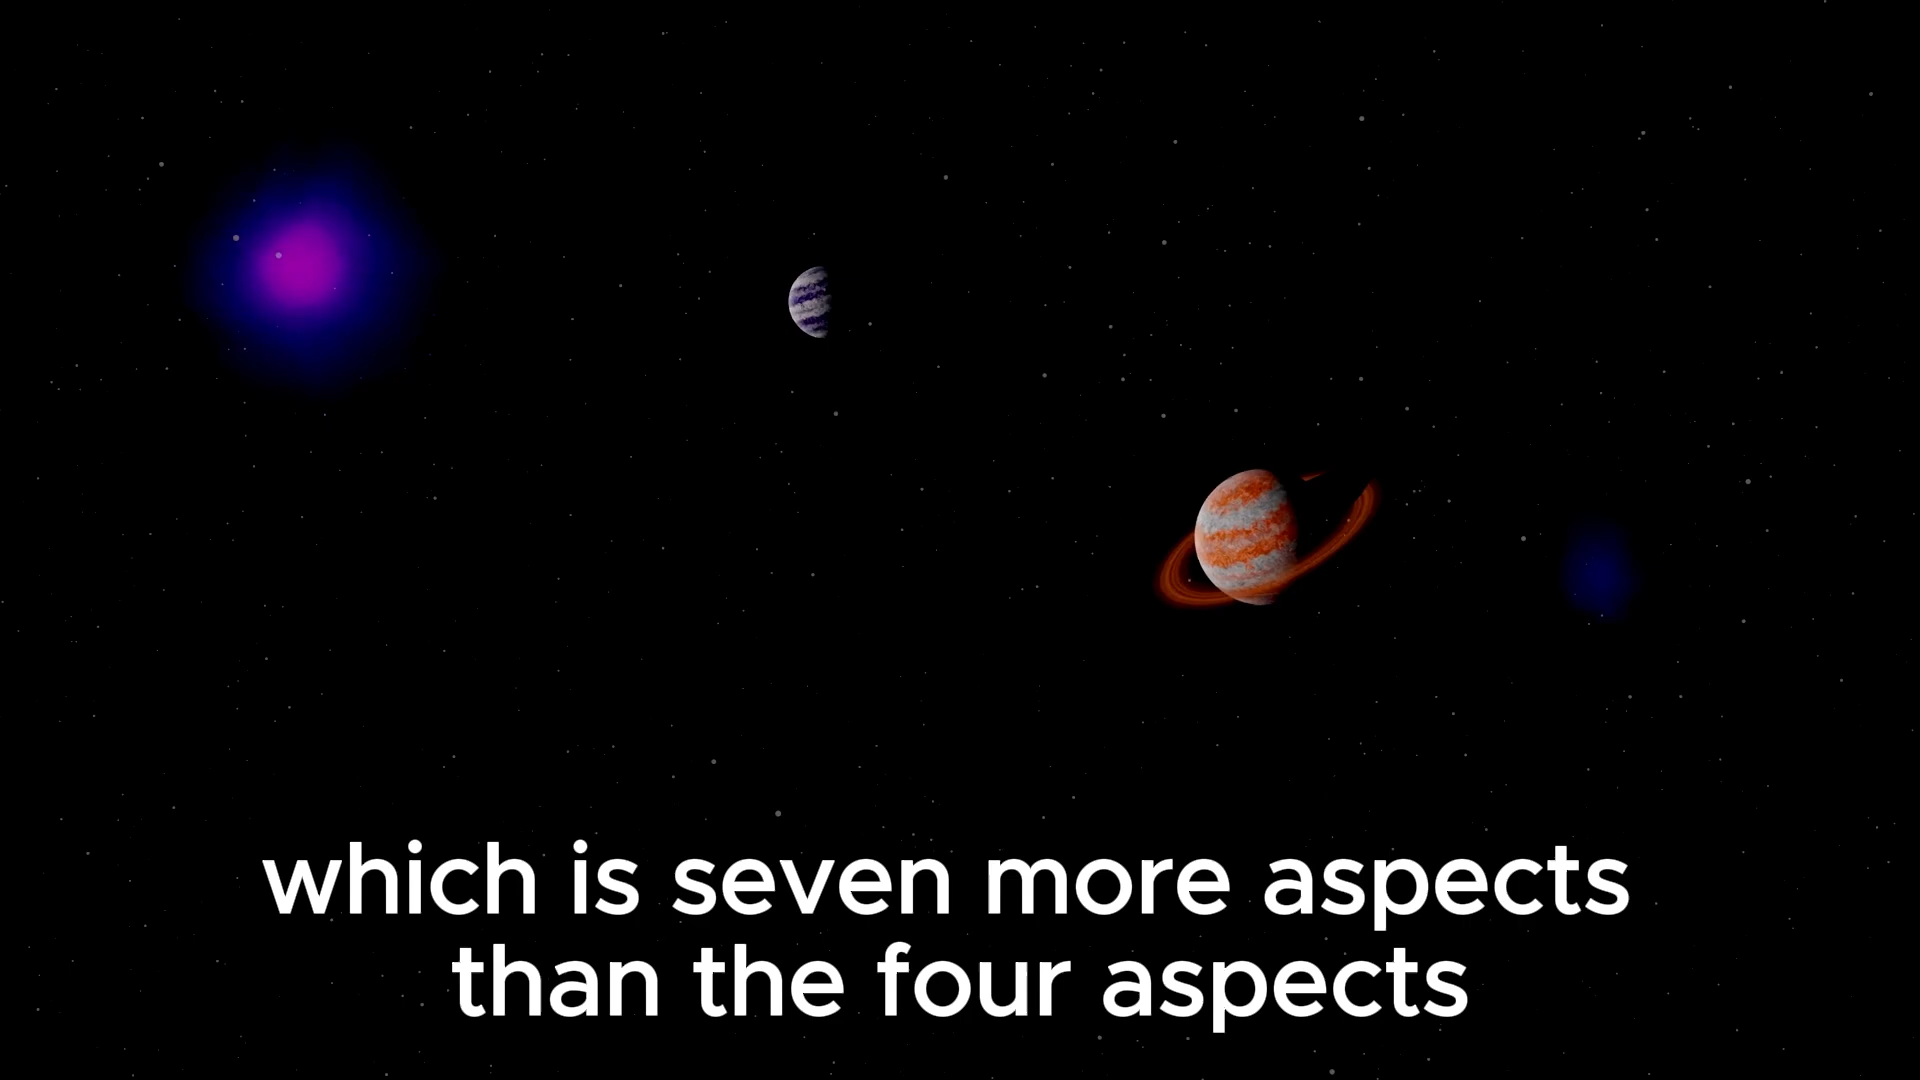 which is seven more aspects
than the four aspects